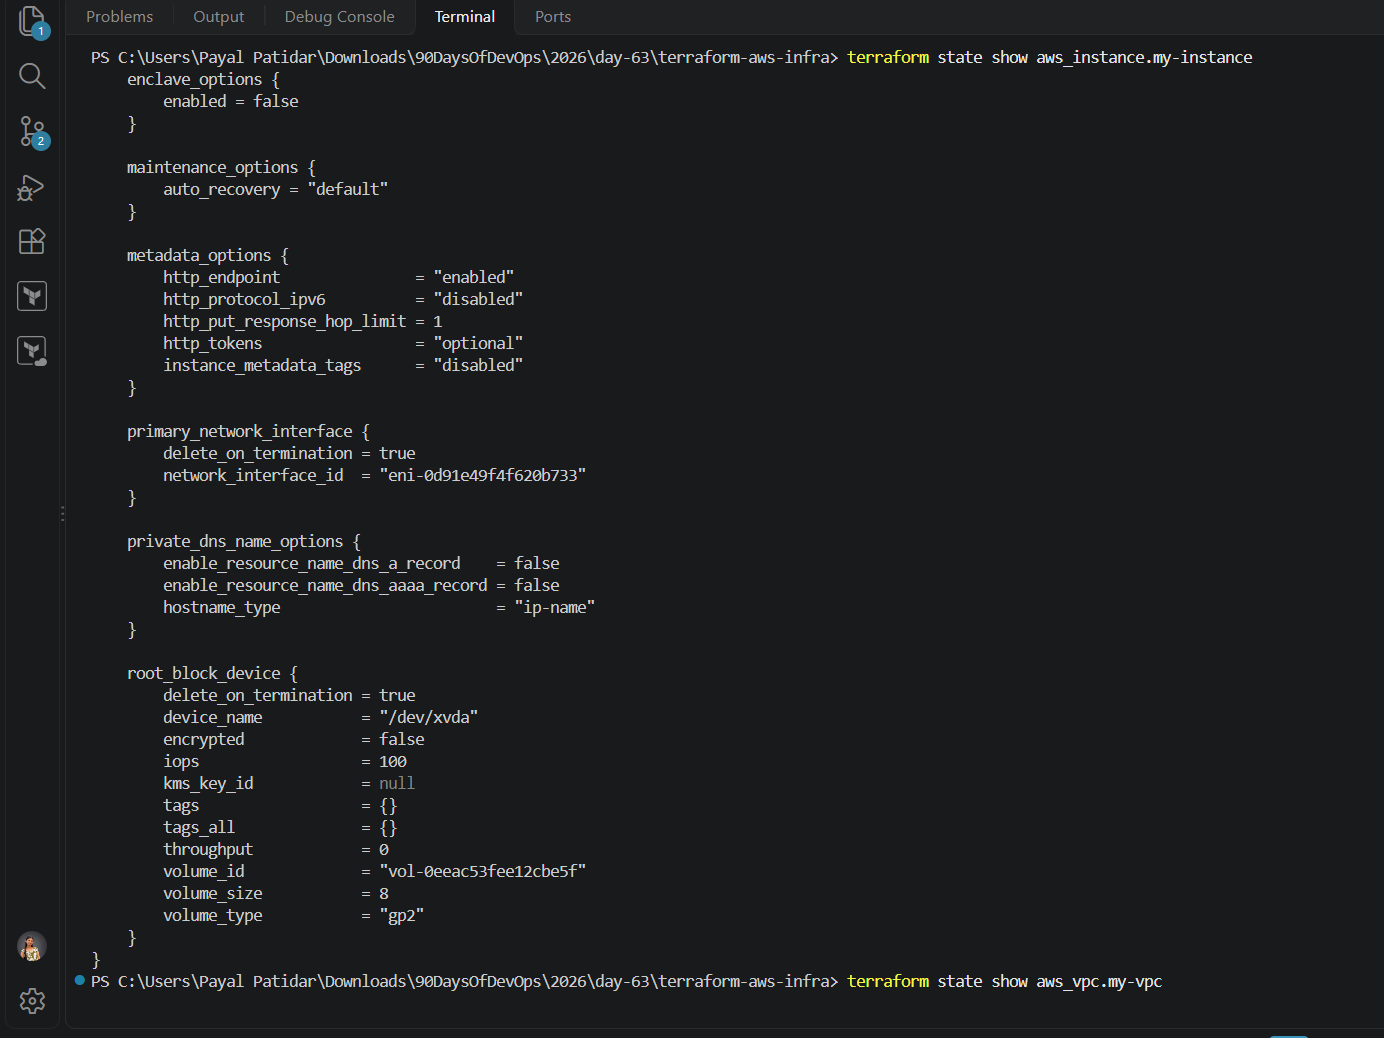 Problems Output Debug Console Terminal Ports
1
2
PS C:\Users\Payal Patidar\Downloads\90DaysOfDevOps\2026\day-63\terraform-aws-infra> terraform state show aws_instance.my-instance
    enclave_options {
        enabled = false
    }

    maintenance_options {
        auto_recovery = "default"
    }

    metadata_options {
        http_endpoint               = "enabled"
        http_protocol_ipv6          = "disabled"
        http_put_response_hop_limit = 1
        http_tokens                 = "optional"
        instance_metadata_tags      = "disabled"
    }

    primary_network_interface {
        delete_on_termination = true
        network_interface_id  = "eni-0d91e49f4f620b733"
    }

    private_dns_name_options {
        enable_resource_name_dns_a_record    = false
        enable_resource_name_dns_aaaa_record = false
        hostname_type                        = "ip-name"
    }

    root_block_device {
        delete_on_termination = true
        device_name           = "/dev/xvda"
        encrypted             = false
        iops                  = 100
        kms_key_id            = null
        tags                  = {}
        tags_all              = {}
        throughput            = 0
        volume_id             = "vol-0eeac53fee12cbe5f"
        volume_size           = 8
        volume_type           = "gp2"
    }
}
PS C:\Users\Payal Patidar\Downloads\90DaysOfDevOps\2026\day-63\terraform-aws-infra> terraform state show aws_vpc.my-vpc